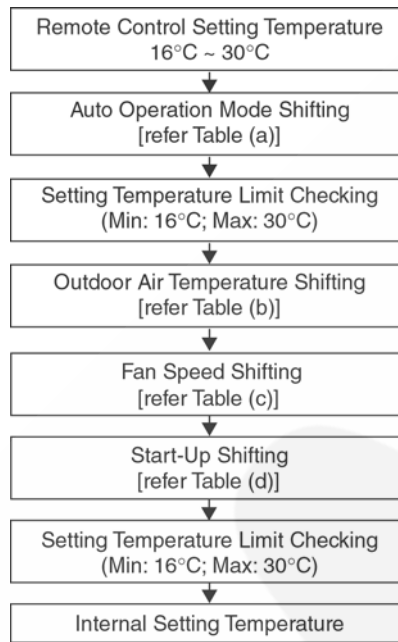 Remote Control Setting Temperature
16°C ~ 30°C
Auto Operation Mode Shifting
[refer Table (a)]
Setting Temperature Limit Checking
(Min: 16°C; Max: 30°C)
Outdoor Air Temperature Shifting
[refer Table (b)]
Fan Speed Shifting
[refer Table (c)]
Start-Up Shifting
[refer Table (d)]
Setting Temperature Limit Checking
(Min: 16°C; Max: 30°C)
Internal Setting Temperature